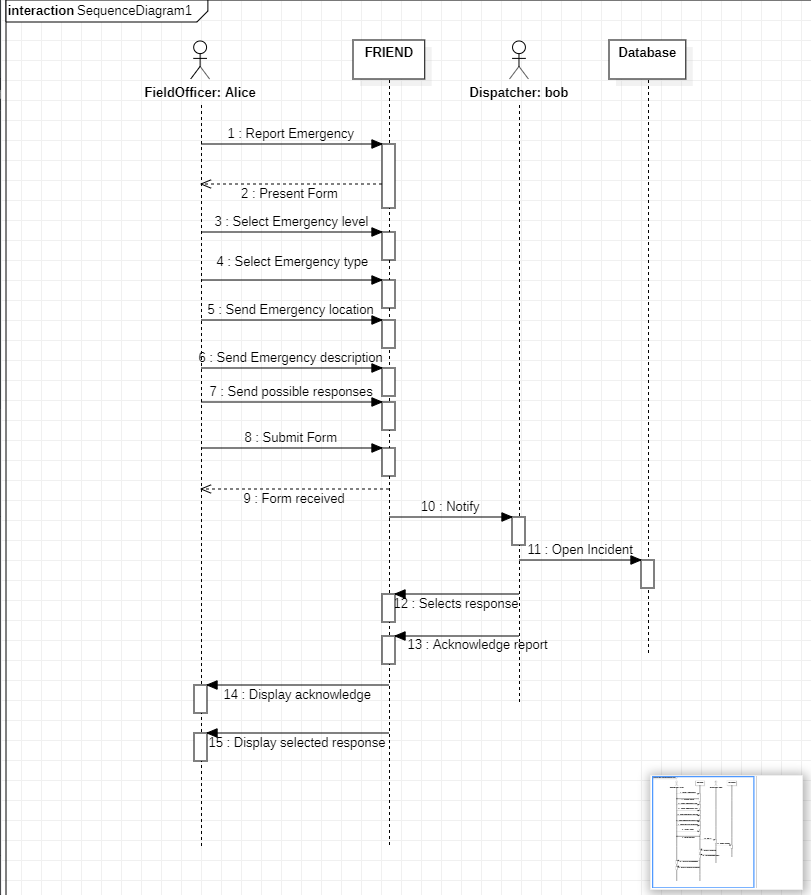 interaction SequenceDiagram1
FRIEND
Database
FieldOfficer: Alice
Dispatcher: bob
1 : Report Emergency
2 : Present Form
3 : Select Emergency level
4 : Select Emergency type
5 : Send Emergency location
6 : Send Emergency description
7 : Send possible responses
8 : Submit Form
9 : Form received
10 : Notify
11 : Open Incident
12 : Selects response
13 : Acknowledge report
14 : Display acknowledge
15 : Display selected response